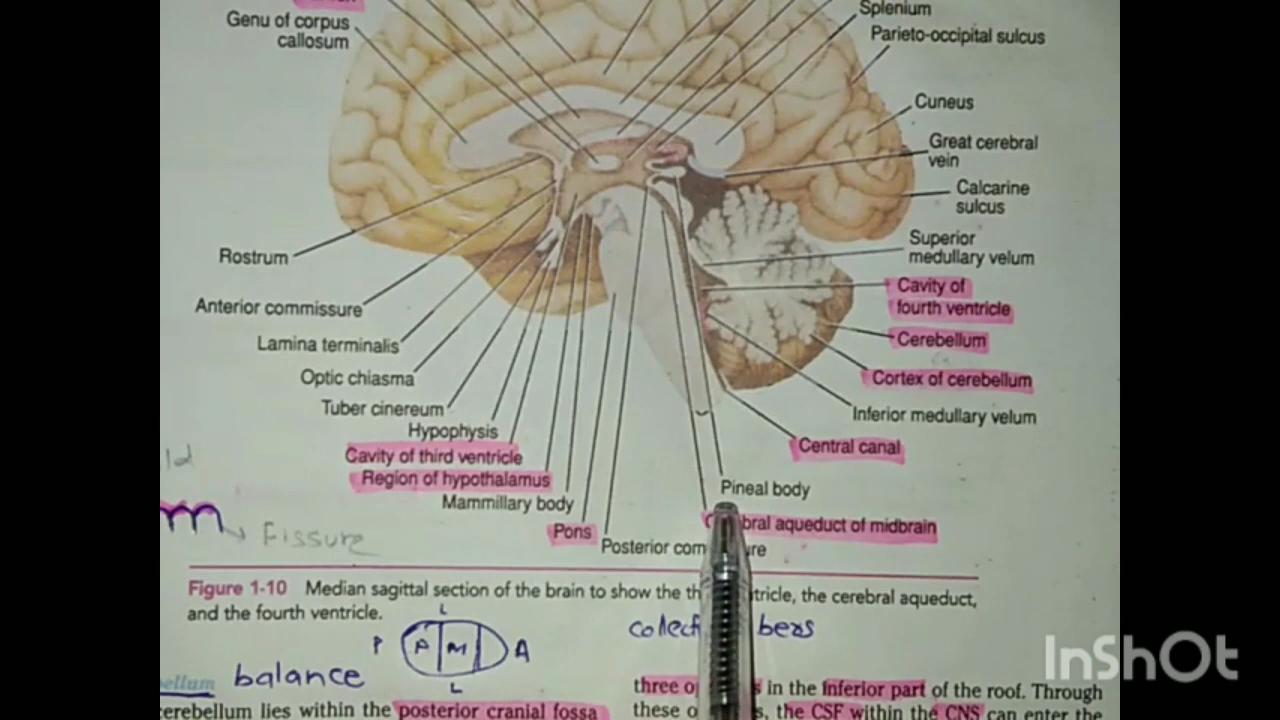 Genu of corpus
callosum
Splenium
Parieto-occipital sulcus
Cuneus
Great cerebral
vein
Calcarine
sulcus
Superior
medullary velum
Cavity of
fourth ventricle
Cerebellum
Cortex of cerebellum
Inferior medullary velum
Central canal
Pineal body
bral aqueduct of midbrain
Rostrum
Anterior commissure
Lamina terminalis
Optic chiasma
Tuber cinereum
Hypophysis
Cavity of third ventricle
Region of hypothalamus
Mammillary body
Pons
Posterior com re
ld
m
Fissure
Figure 1-10 Median sagittal section of the brain to show the th tricle, the cerebral aqueduct,
and the fourth ventricle.
L
P A M A
L
collect bers
ellum balance
erebellum lies within the posterior cranial fossa
three o s in the inferior part of the roof. Through
these o s, the CSF within the CNS can enter the
InShOt